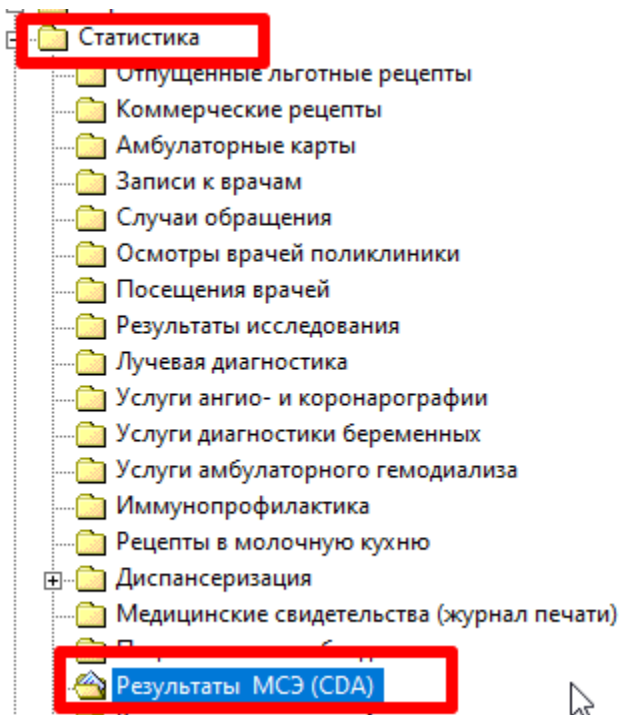 Статистика
Отпущенные льготные рецепты
Коммерческие рецепты
Амбулаторные карты
Записи к врачам
Случаи обращения
Осмотры врачей поликлиники
Посещения врачей
Результаты исследования
Лучевая диагностика
Услуги ангио- и коронарографии
Услуги диагностики беременных
Услуги амбулаторного гемодиализа
Иммунопрофилактика
Рецепты в молочную кухню
Диспансеризация
Медицинские свидетельства (журнал печати)
Результаты МСЭ (CDA)